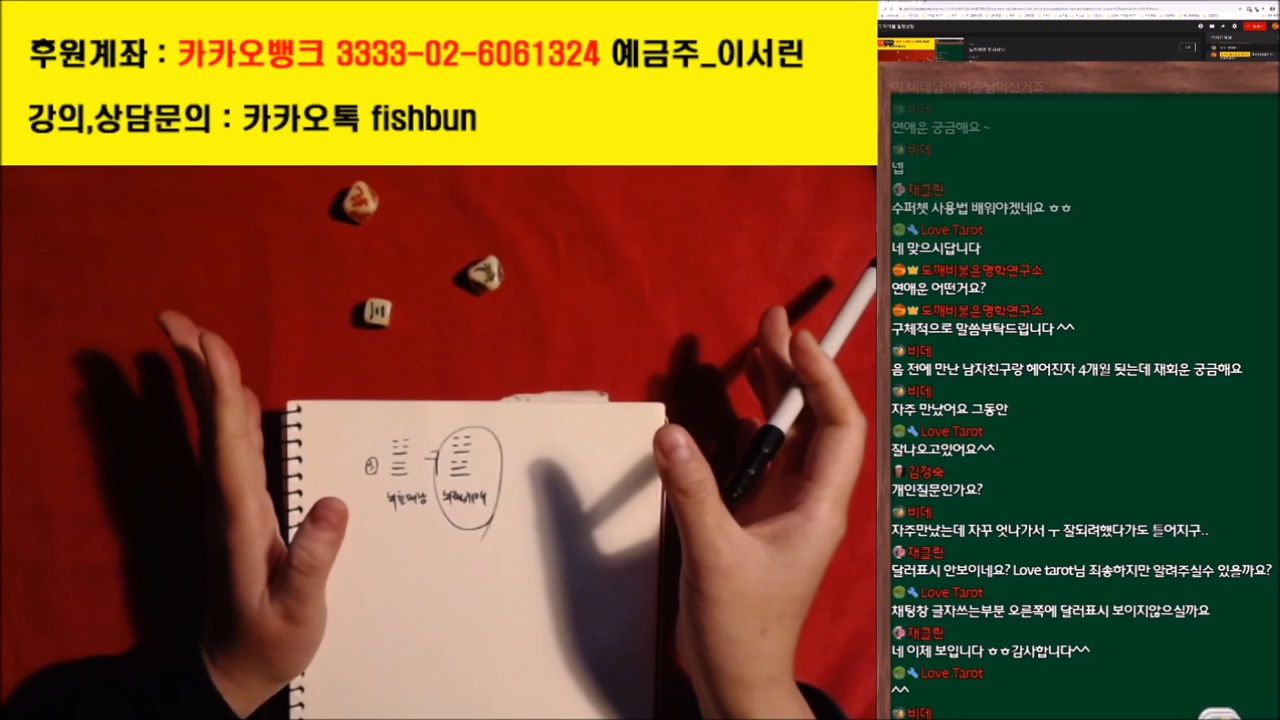 후원계좌 : 카카오뱅크 3333-02-6061324 예금주_이서린
강의,상담문의 : 카카오톡 fishbun
연애운 궁금해요 ~
비데
넵
재클린
수퍼쳇 사용법 배워야겠네요 ㅎㅎ
Love Tarot
네 맞으시답니다
도깨비불운명학연구소
연애운 어떤거요?
도깨비불운명학연구소
구체적으로 말씀부탁드립니다 ^^
비데
음 전에 만난 남자친구랑 헤어진자 4개월 됫는데 재회운 궁금해요
비데
자주 만났어요 그동안
Love Tarot
잘나오고있어요^^
김정숙
개인질문인가요?
비데
자주만났는데 자꾸 엇나가서 ㅜ 잘되려했다가도 틀어지구..
재클린
달러표시 안보이네요? Love tarot님 죄송하지만 알려주실수 있을까요?
Love Tarot
채팅창 글자쓰는부분 오른쪽에 달러표시 보이지않으실까요
재클린
네 이제 보입니다 ㅎㅎ감사합니다^^
Love Tarot
^^
비데